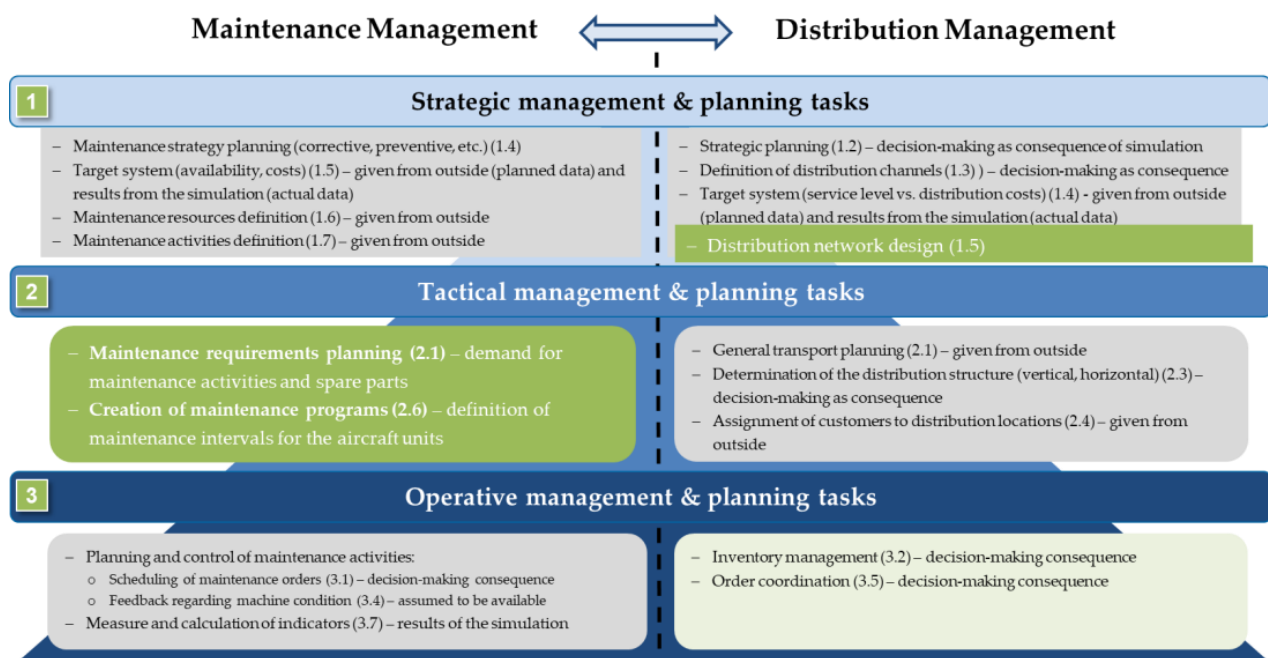 Maintenance Management
Distribution Management
1
Strategic management & planning tasks
– Maintenance strategy planning (corrective, preventive, etc.) (1.4)
– Target system (availability, costs) (1.5) – given from outside (planned data) and
results from the simulation (actual data)
– Maintenance resources definition (1.6) – given from outside
– Maintenance activities definition (1.7) – given from outside
– Strategic planning (1.2) – decision-making as consequence of simulation
– Definition of distribution channels (1.3) ) – decision-making as consequence
– Target system (service level vs. distribution costs) (1.4) - given from outside
(planned data) and results from the simulation (actual data)
– Distribution network design (1.5)
2
Tactical management & planning tasks
– Maintenance requirements planning (2.1) – demand for
maintenance activities and spare parts
– Creation of maintenance programs (2.6) – definition of
maintenance intervals for the aircraft units
– General transport planning (2.1) – given from outside
– Determination of the distribution structure (vertical, horizontal) (2.3) –
decision-making as consequence
– Assignment of customers to distribution locations (2.4) – given from
outside
3
Operative management & planning tasks
– Planning and control of maintenance activities:
o Scheduling of maintenance orders (3.1) – decision-making consequence
o Feedback regarding machine condition (3.4) – assumed to be available
– Measure and calculation of indicators (3.7) – results of the simulation
– Inventory management (3.2) – decision-making consequence
– Order coordination (3.5) – decision-making consequence